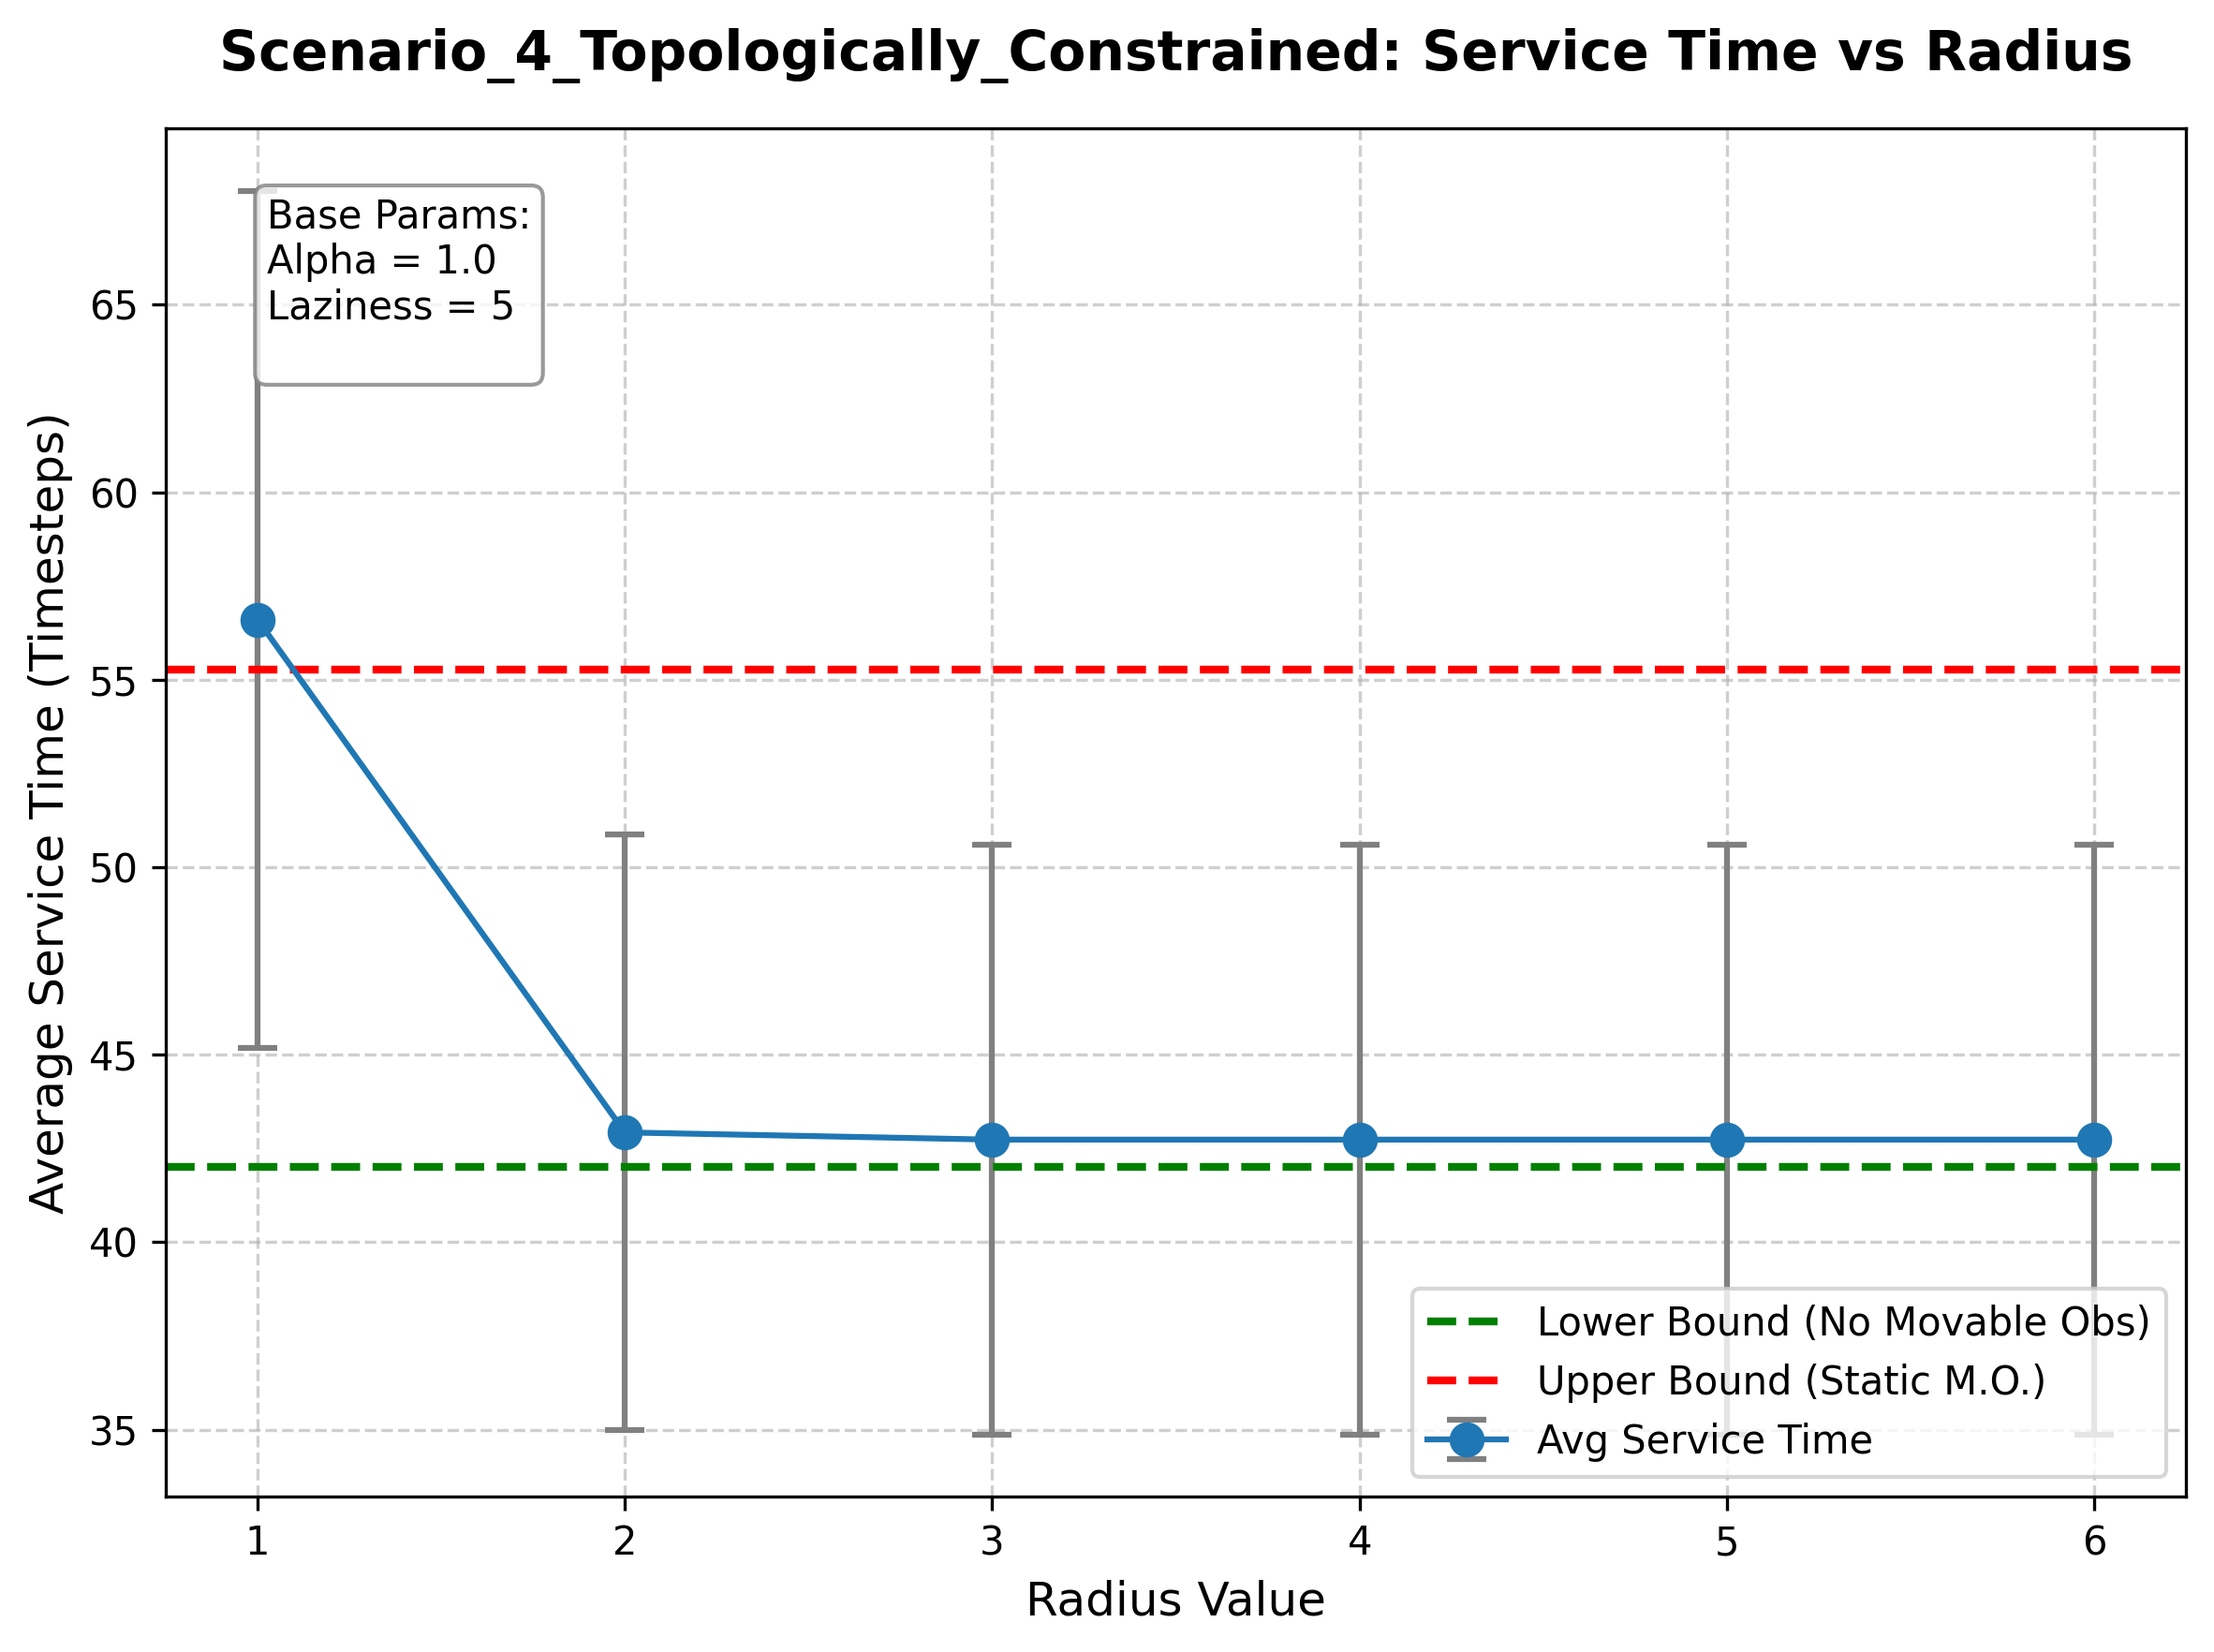 Scenario_4_Topologically_Constrained: Service Time vs Radius
Base Params:
Alpha = 1.0
Laziness = 5
Average Service Time (Timesteps)
65
60
55
50
45
40
35
Lower Bound (No Movable Obs)
Upper Bound (Static M.O.)
Avg Service Time
1 2 3 4 5 6
Radius Value